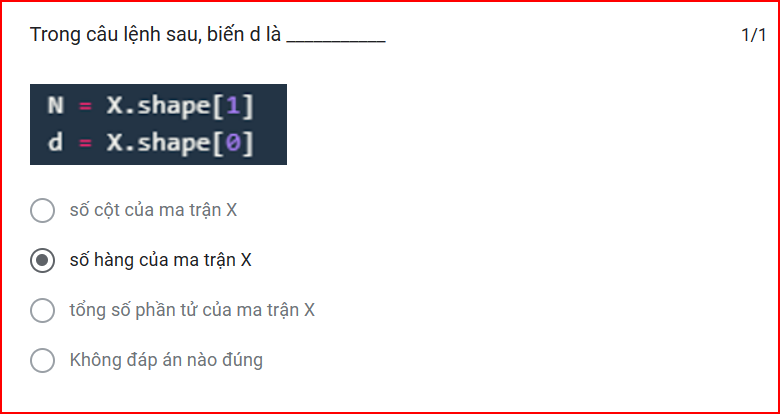 Trong câu lệnh sau, biến d là ___________ 1/1
N = X.shape[1]
d = X.shape[0]
số cột của ma trận X
số hàng của ma trận X
tổng số phần tử của ma trận X
Không đáp án nào đúng